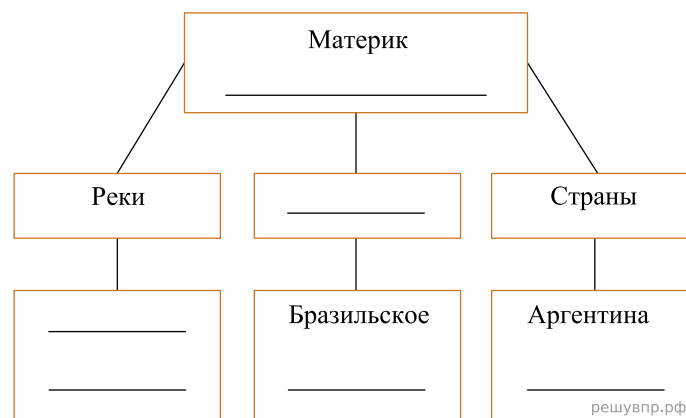 Материк
Реки
Страны
Бразильское
Аргентина
решувпр.рф